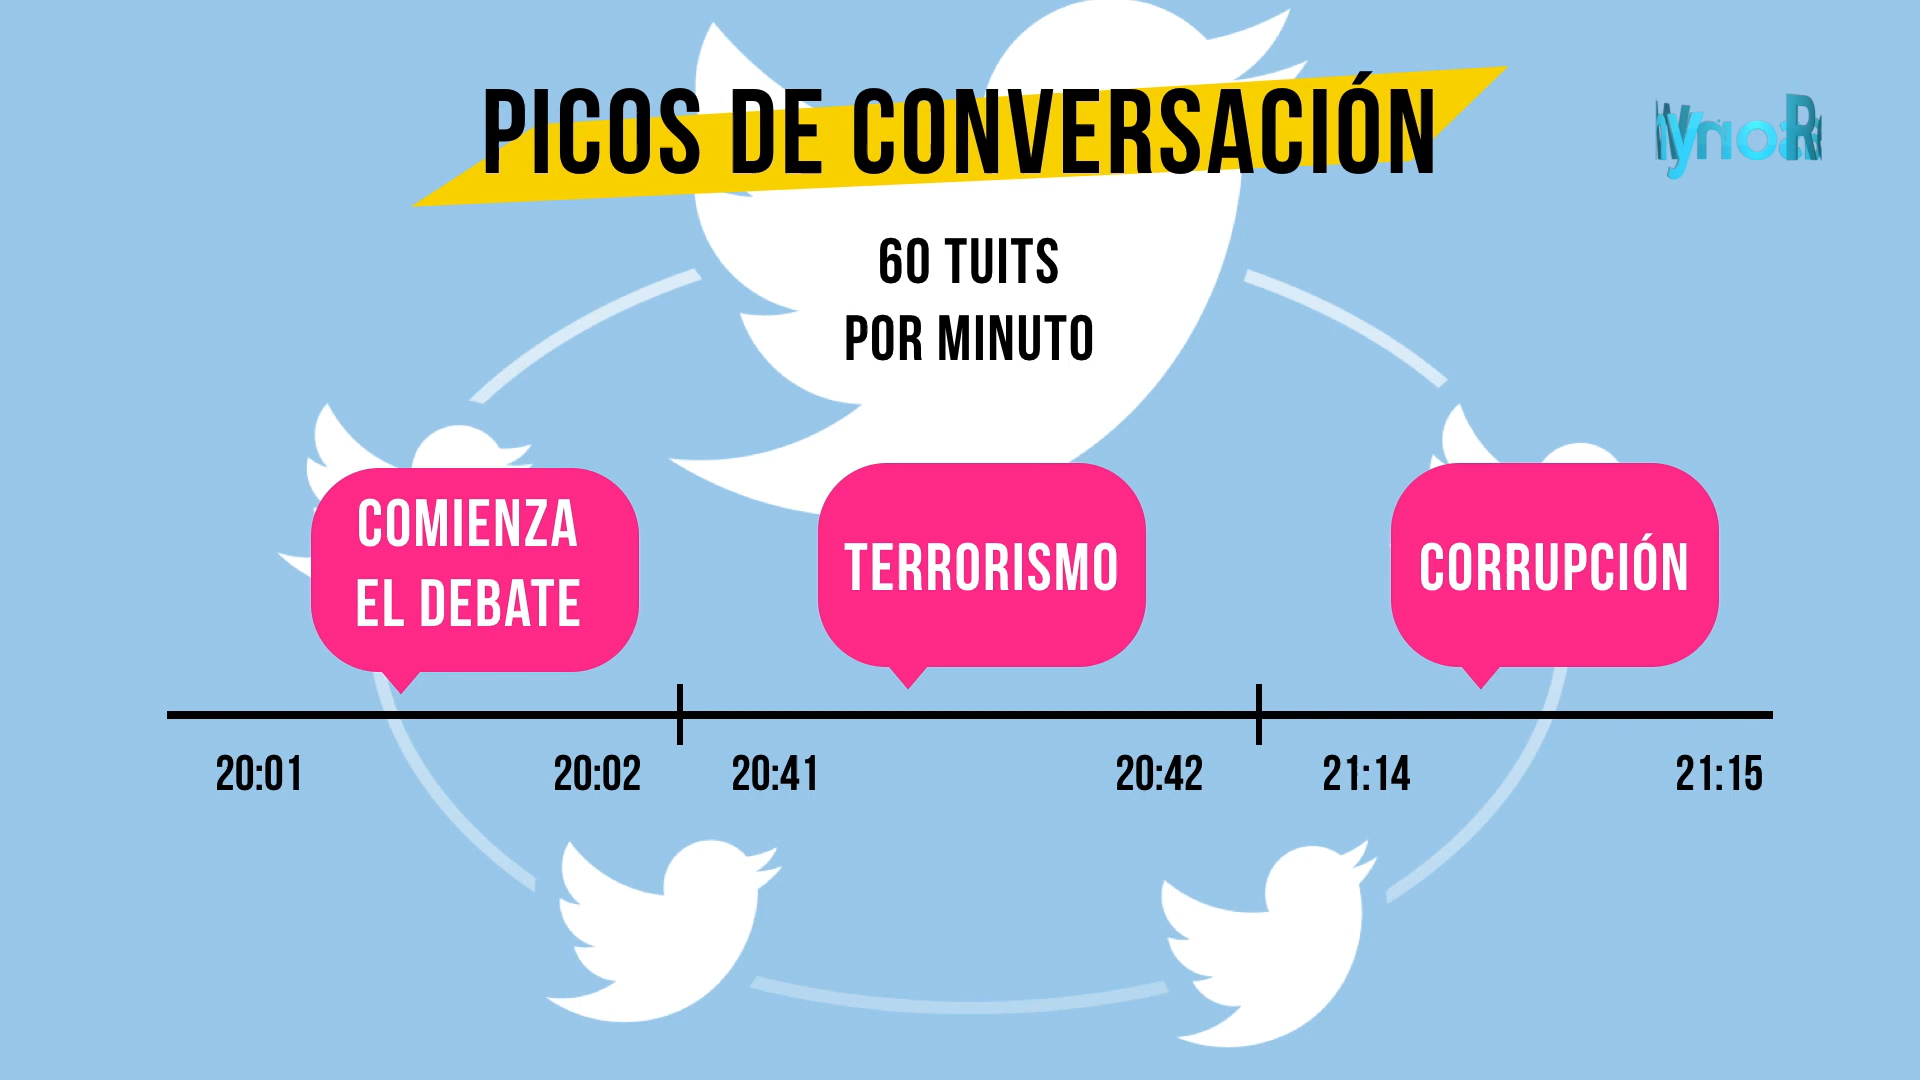 PICOS DE CONVERSACIÓN
60 TUITS
POR MINUTO
COMIENZA
EL DEBATE
TERRORISMO
CORRUPCIÓN
20:01 20:02 20:41 20:42 21:14 21:15